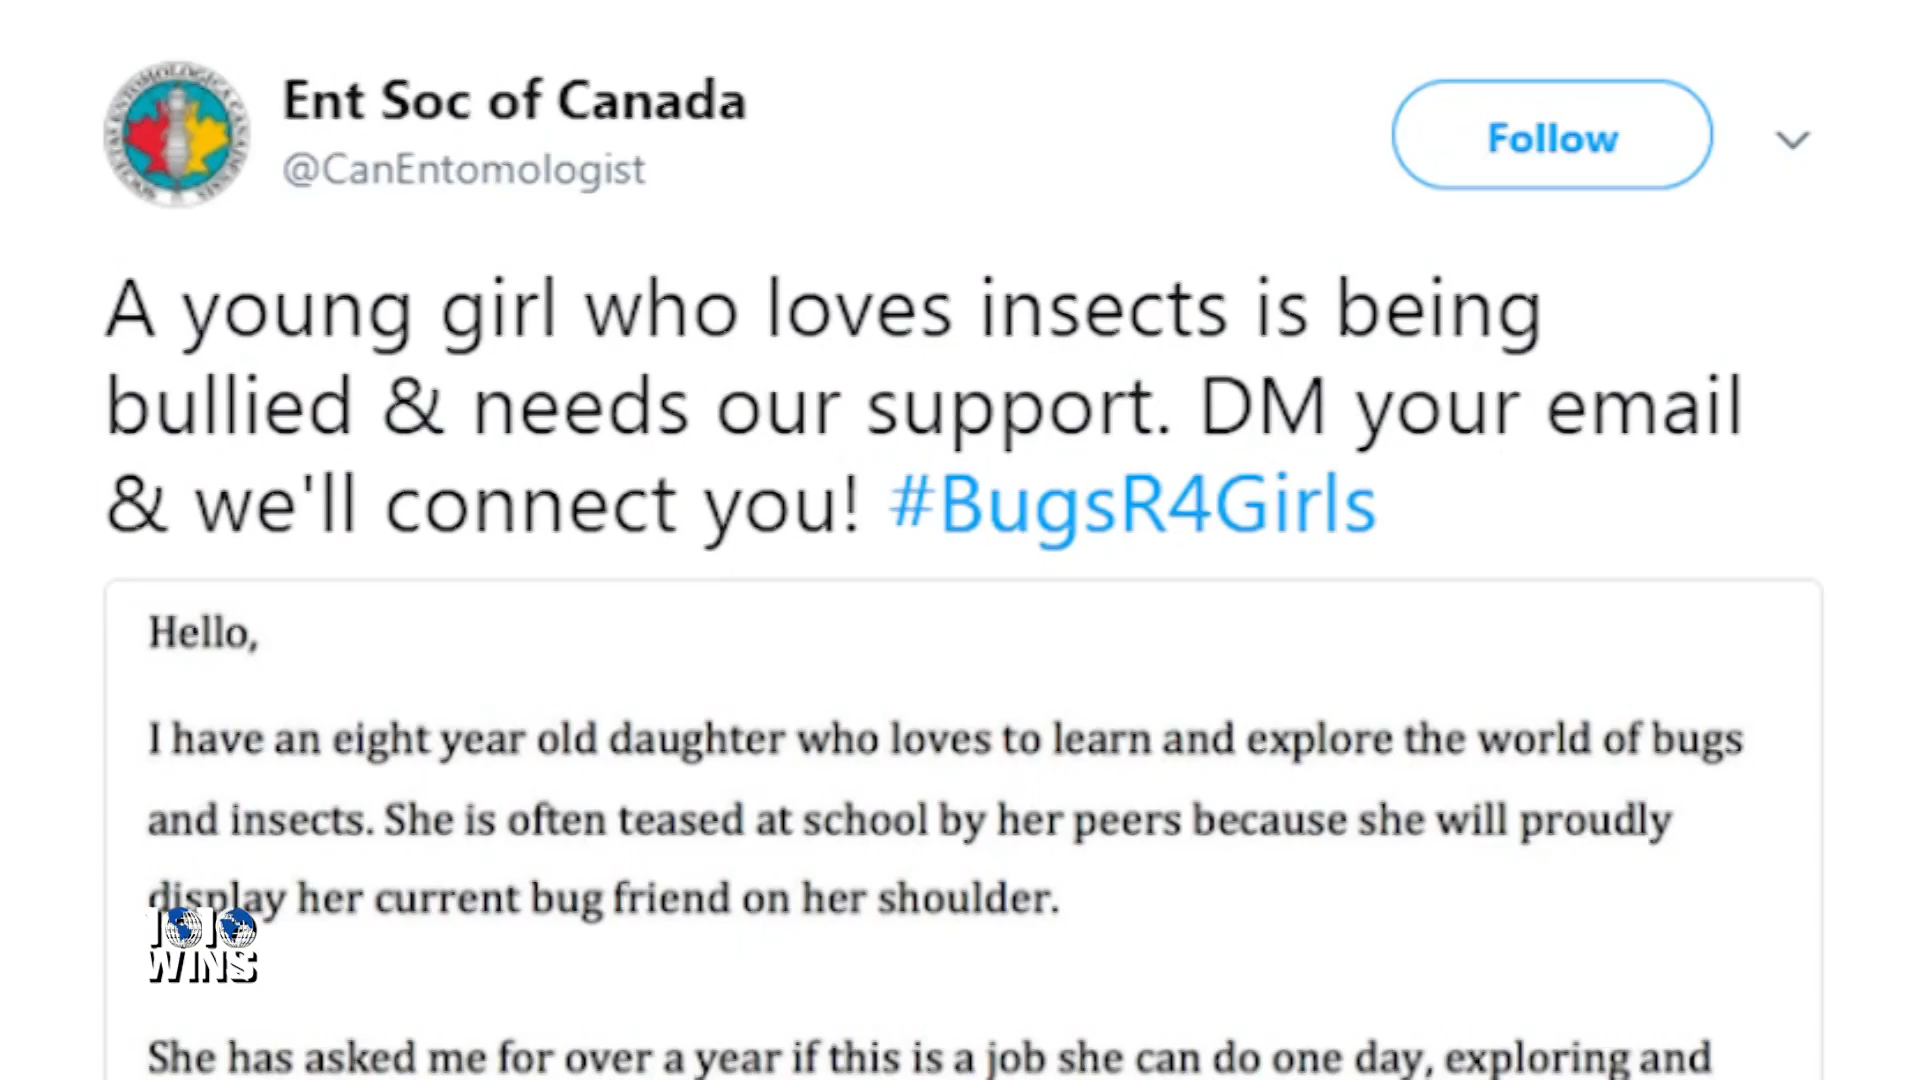 Ent Soc of Canada
@CanEntomologist
Follow
A young girl who loves insects is being
bullied & needs our support. DM your email
& we'll connect you! #BugsR4Girls
Hello,
I have an eight year old daughter who loves to learn and explore the world of bugs
and insects. She is often teased at school by her peers because she will proudly
display her current bug friend on her shoulder.
1010
WINS
She has asked me for over a year if this is a job she can do one day, exploring and